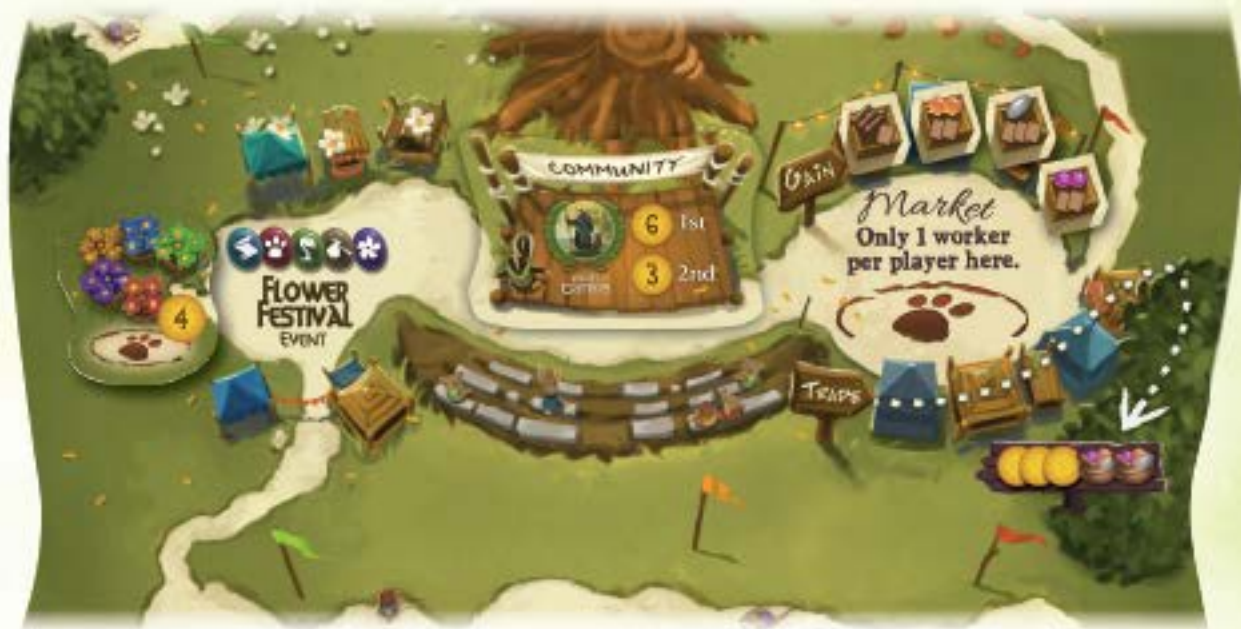 COMMUNITY
GAIN
6 1st
3 2nd
Market
Only 1 worker
per player here.
4
FLOWER
FESTIVAL
EVENT
TRADE